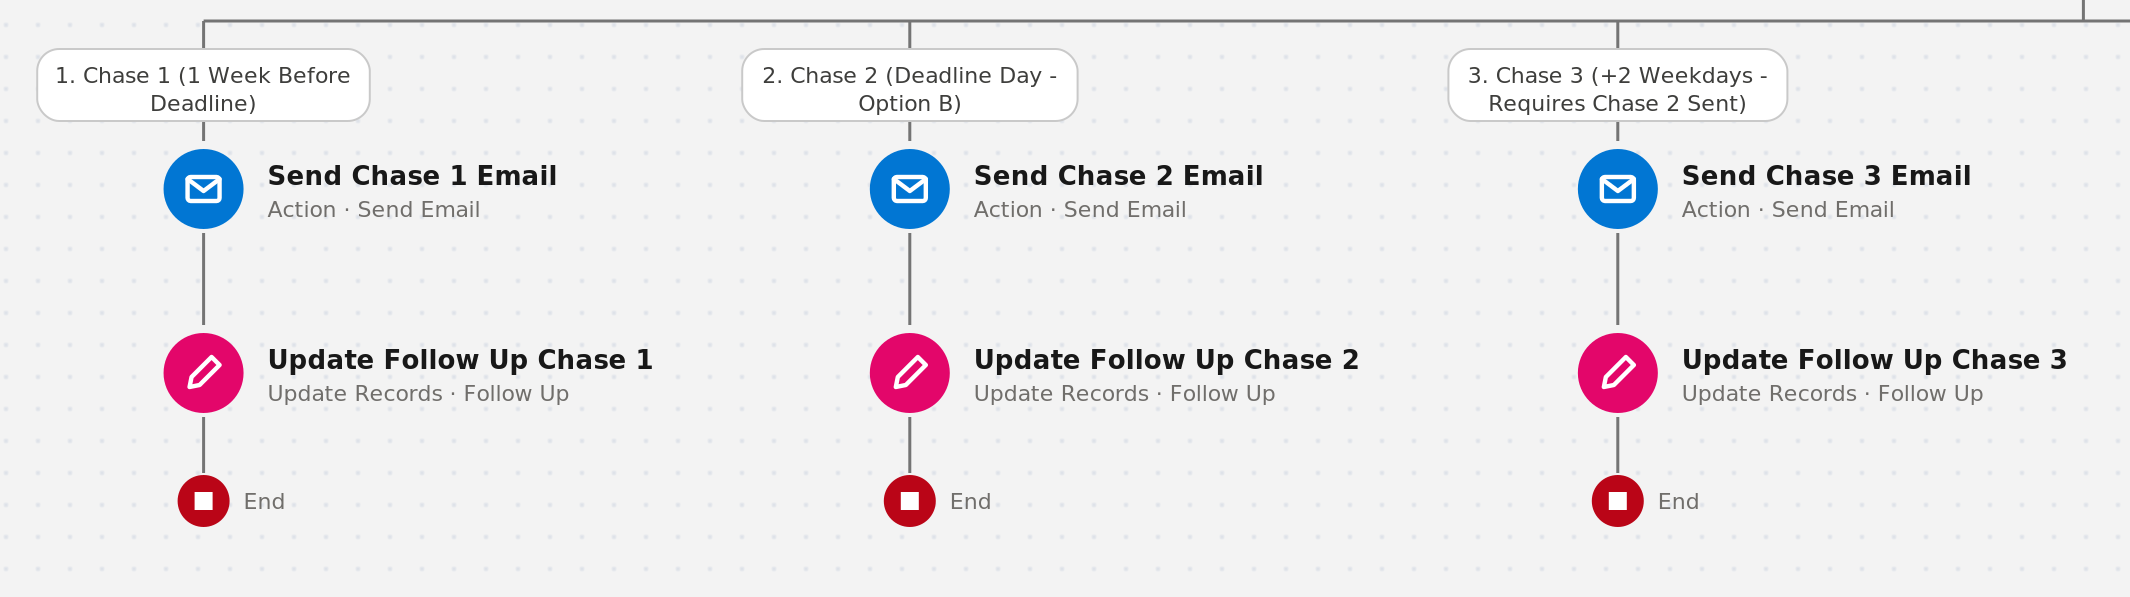 1. Chase 1 (1 Week Before
Deadline)
2. Chase 2 (Deadline Day -
Option B)
3. Chase 3 (+2 Weekdays -
Requires Chase 2 Sent)
Send Chase 1 Email
Action · Send Email
Send Chase 2 Email
Action · Send Email
Send Chase 3 Email
Action · Send Email
Update Follow Up Chase 1
Update Records · Follow Up
Update Follow Up Chase 2
Update Records · Follow Up
Update Follow Up Chase 3
Update Records · Follow Up
End
End
End